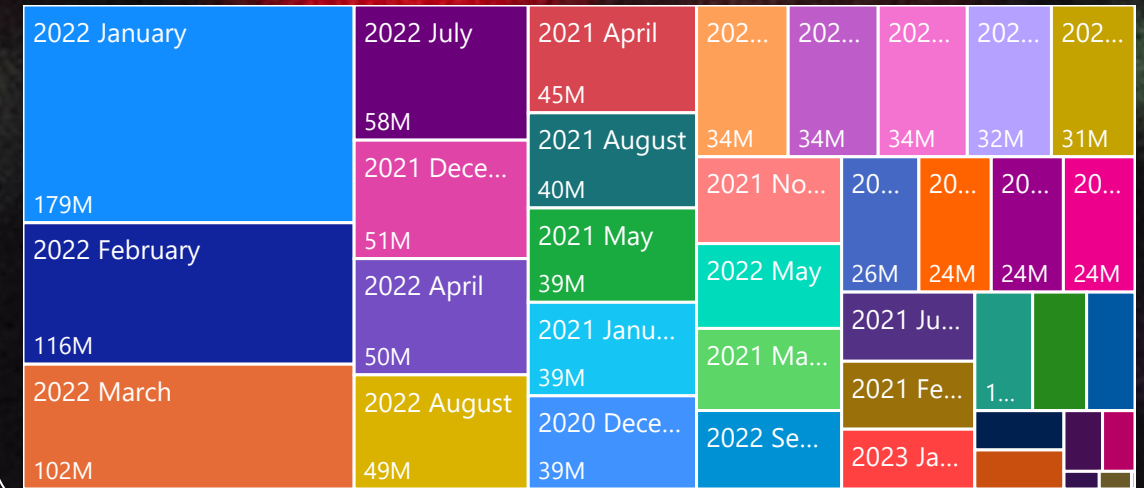 2022 January
179M
2022 February
116M
2022 March
102M
2022 July
58M
2021 Dece...
51M
2022 April
50M
2022 August
49M
2021 April
45M
2021 August
40M
2021 May
39M
2021 Janu...
39M
2020 Dece...
39M
202...
34M
202...
34M
202...
34M
202...
32M
202...
31M
2021 No...
2022 May
2021 Ma...
2022 Se...
20...
26M
20...
24M
20...
24M
20...
24M
2021 Ju...
2021 Fe...
2023 Ja...
1...